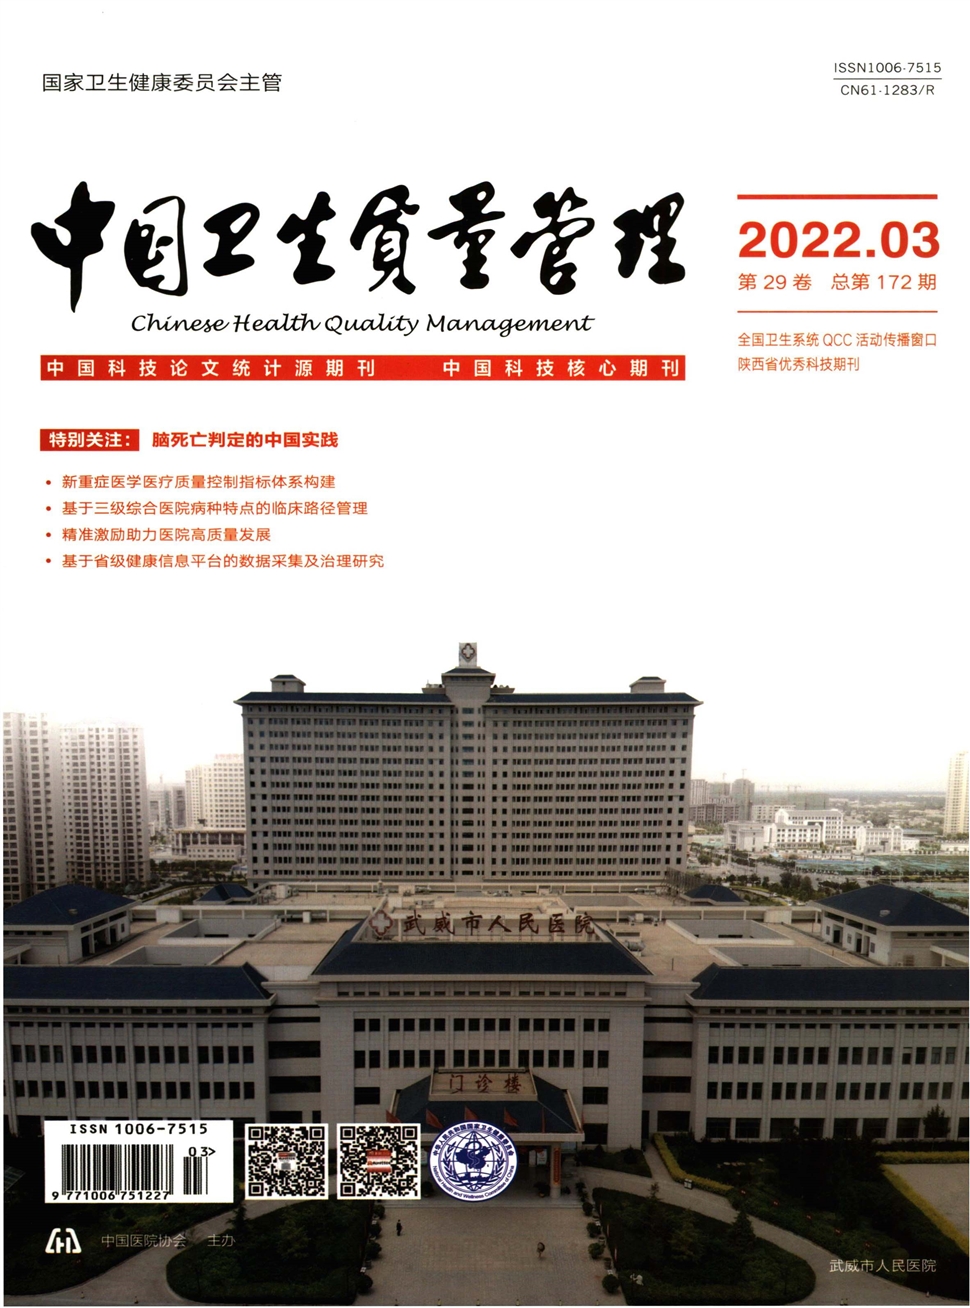 国家卫生健康委员会主管
ISSN1006-7515
CN61-1283/R
中国卫生质量管理
Chinese Health Quality Management
中国科技论文统计源期刊 中国科技核心期刊
2022.03
第 29 卷 总第 172 期
全国卫生系统 QCC 活动传播窗口
陕西省优秀科技期刊
特别关注: 脑死亡判定的中国实践
• 新重症医学医疗质量控制指标体系构建
• 基于三级综合医院病种特点的临床路径管理
• 精准激励助力医院高质量发展
• 基于省级健康信息平台的数据采集及治理研究
武威市人民医院
门诊楼
ISSN 1006-7515
03>
9 771006 751227
中国医院协会 主办
武威市人民医院